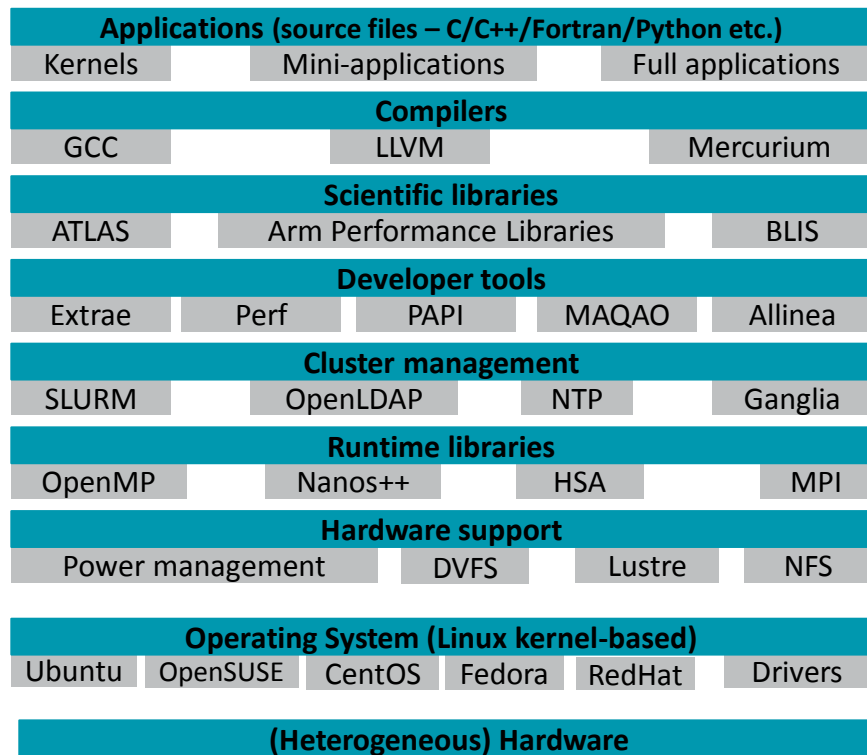 Applications (source files – C/C++/Fortran/Python etc.)
Kernels Mini-applications Full applications
Compilers
GCC LLVM Mercurium
Scientific libraries
ATLAS Arm Performance Libraries BLIS
Developer tools
Extrae Perf PAPI MAQAO Allinea
Cluster management
SLURM OpenLDAP NTP Ganglia
Runtime libraries
OpenMP Nanos++ HSA MPI
Hardware support
Power management DVFS Lustre NFS
Operating System (Linux kernel-based)
Ubuntu OpenSUSE CentOS Fedora RedHat Drivers
(Heterogeneous) Hardware